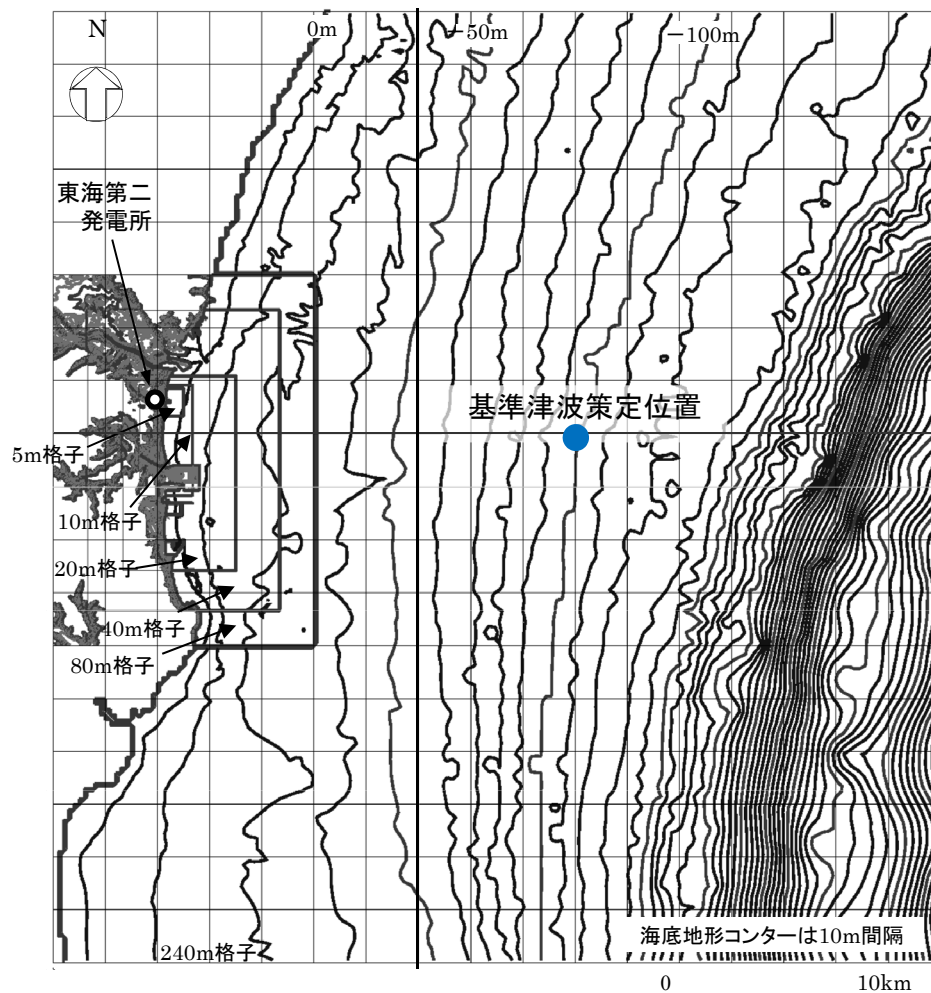 N
0m
－50m
－100m
東海第二
発電所
基準津波策定位置
5m格子
10m格子
20m格子
40m格子
80m格子
240m格子
海底地形コンターは10m間隔
0 10km